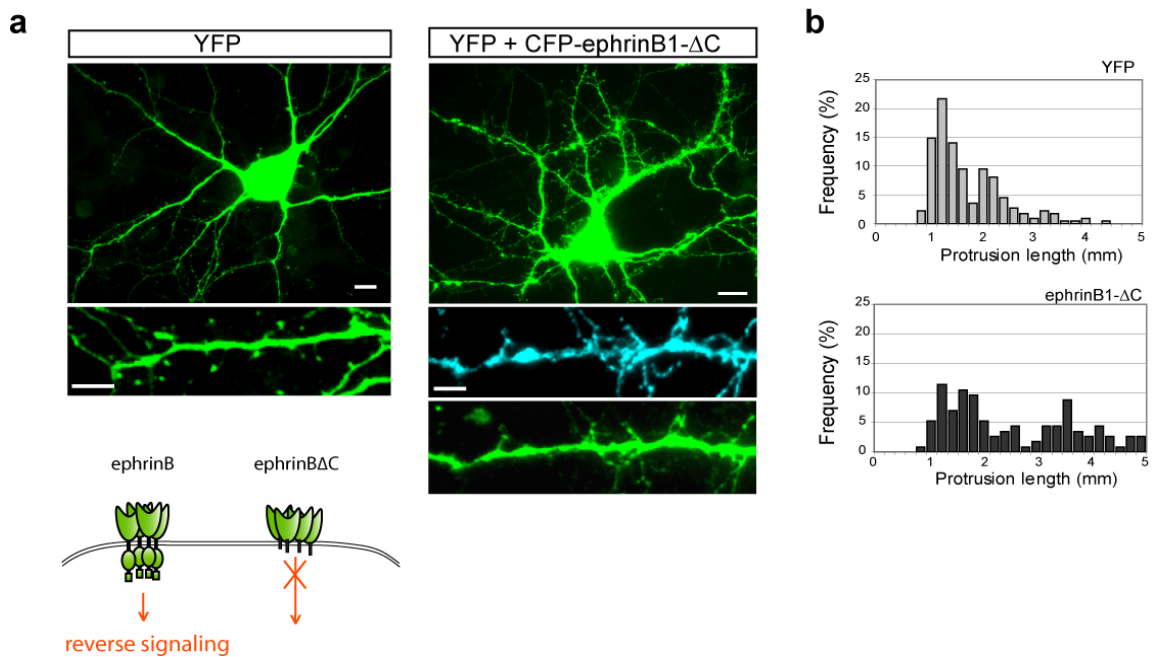 a
YFP
YFP + CFP-ephrinB1-ΔC
ephrinB
ephrinBΔC
reverse signaling
b
YFP
Frequency (%)
25
20
15
10
5
0
0 1 2 3 4 5
Protrusion length (mm)
ephrinB1-ΔC
Frequency (%)
25
20
15
10
5
0
0 1 2 3 4 5
Protrusion length (mm)